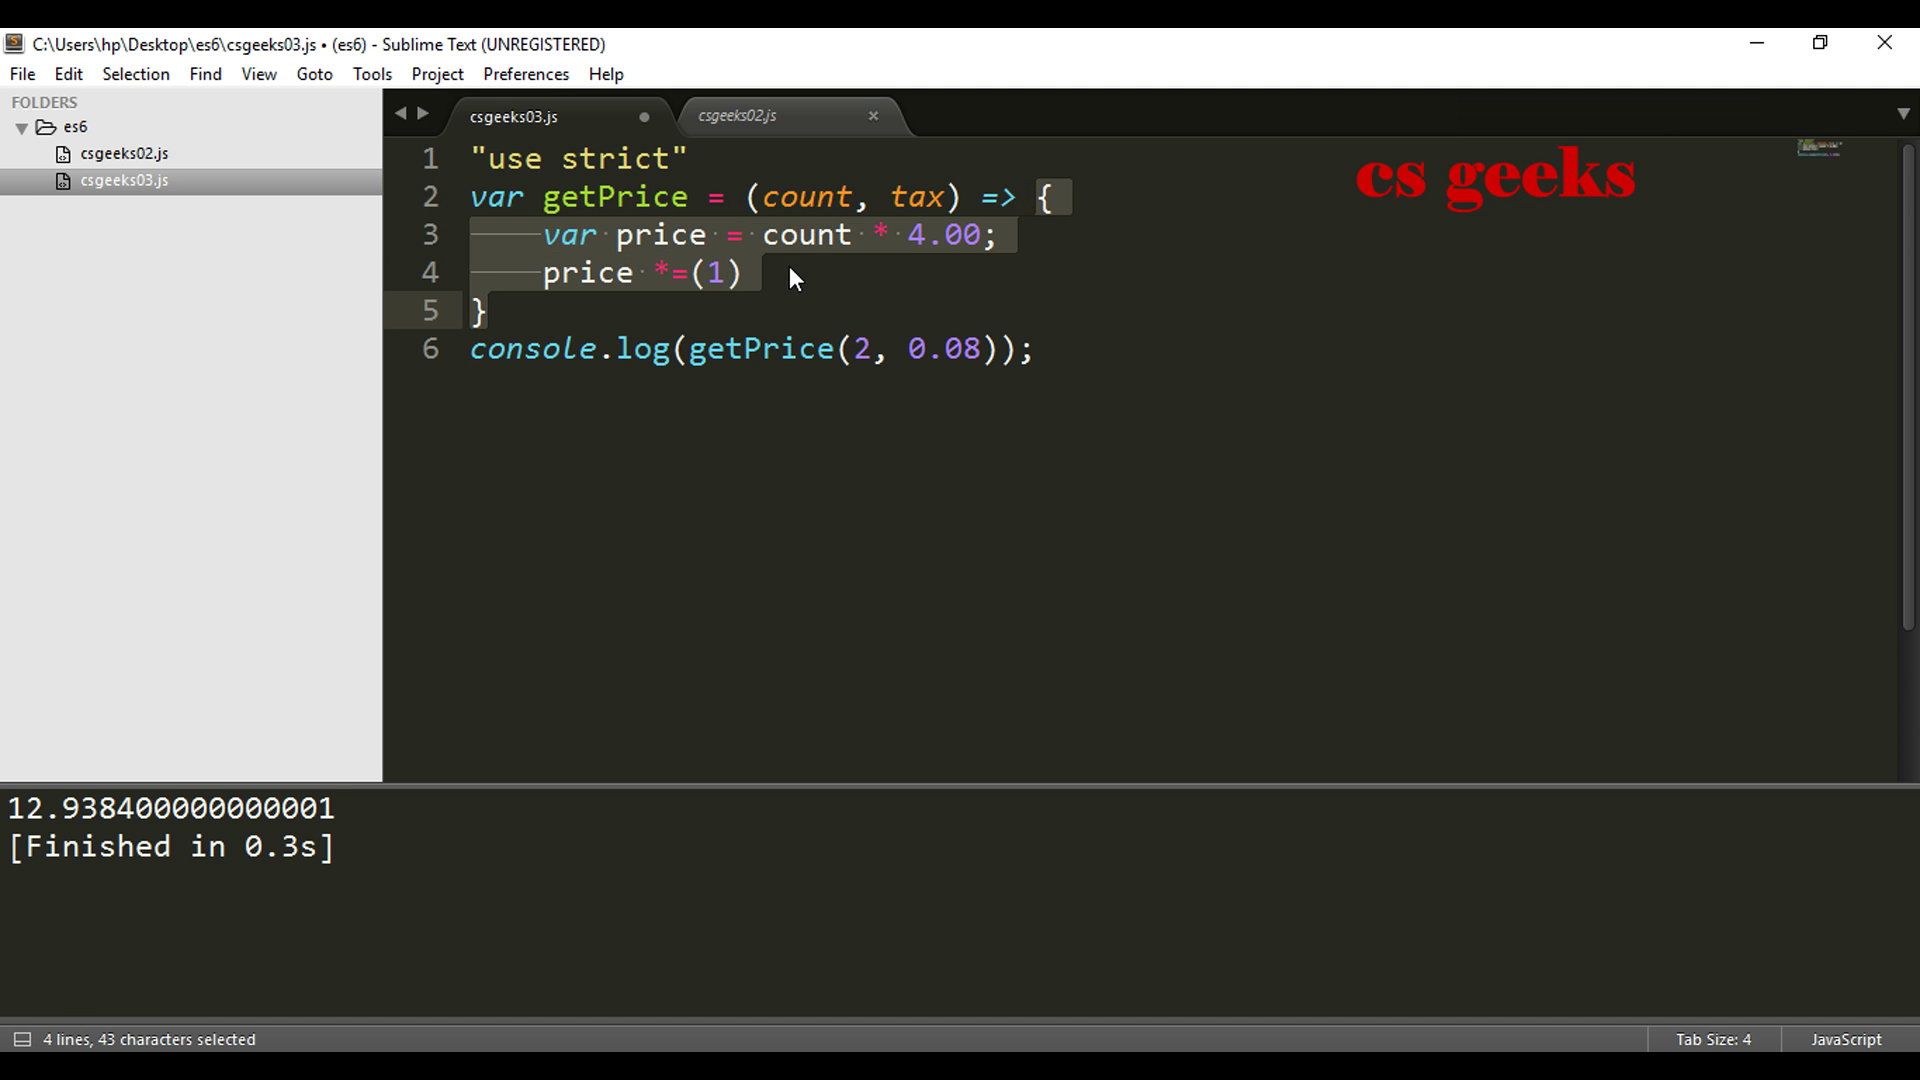 C:\Users\hp\Desktop\es6\csgeeks03.js • (es6) - Sublime Text (UNREGISTERED)
File Edit Selection Find View Goto Tools Project Preferences Help
FOLDERS
es6
csgeeks02.js
csgeeks03.js
csgeeks03.js csgeeks02.js
cs geeks
1 "use strict"
2 var getPrice = (count, tax) => {
3 var price = count * 4.00;
4 price *=(1)
5 }
6 console.log(getPrice(2, 0.08));
12.938400000000001
[Finished in 0.3s]
4 lines, 43 characters selected
Tab Size: 4 JavaScript